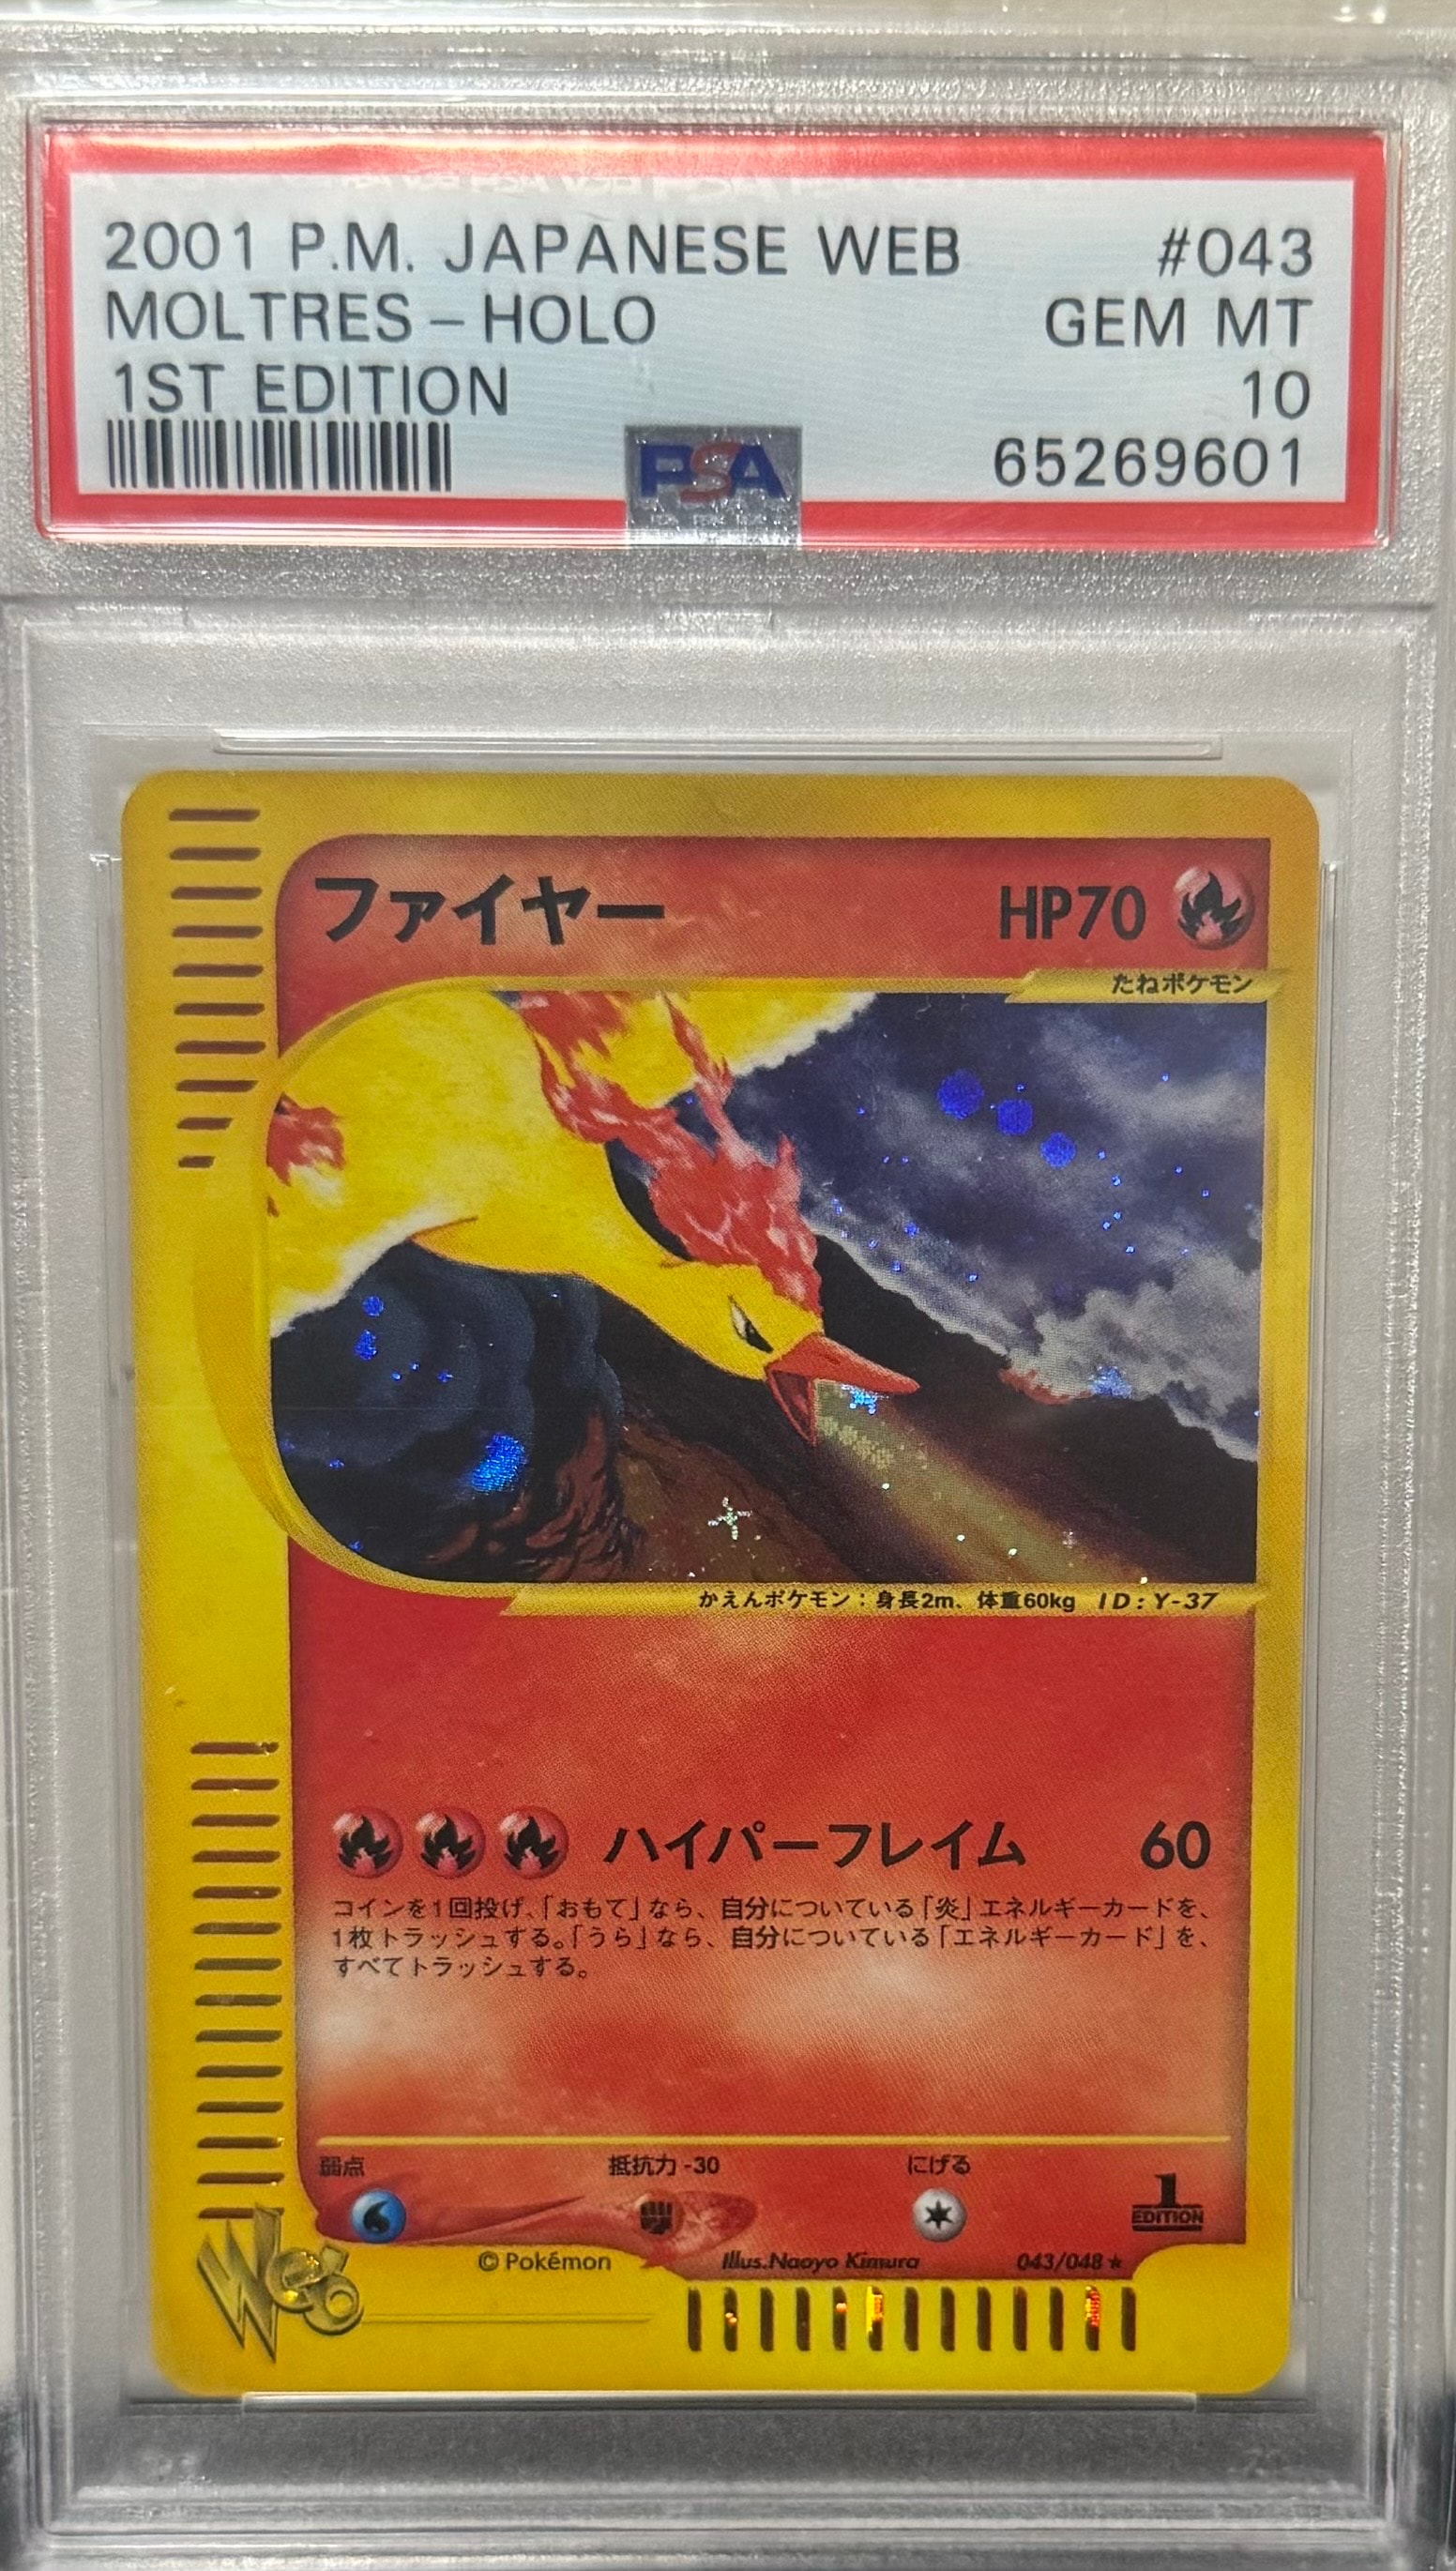 2001 P.M. JAPANESE WEB #043
MOLTRES - HOLO GEM MT
1ST EDITION 10
PSA 65269601
ファイヤー HP70
たねポケモン
かえんポケモン：身長2m、体重60kg ID：Y-37
ハイパーフレイム 60
コインを1回投げ、「おもて」なら、自分についている「炎」エネルギーカードを、
1枚トラッシュする。「うら」なら、自分についている「エネルギーカード」を、
すべてトラッシュする。
弱点 抵抗力-30 にげる
1
EDITION
©Pokémon Illus.Naoyo Kimura 043/048★
Web